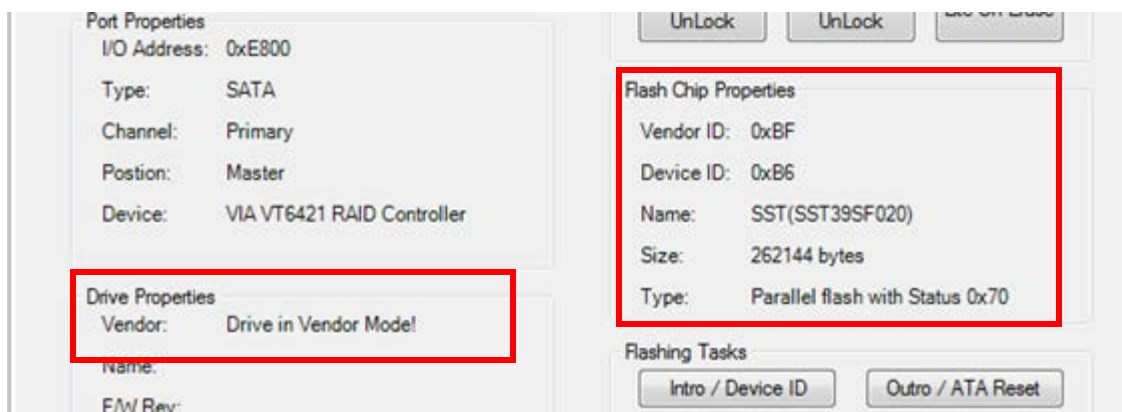 Port Properties
I/O Address: 0xE800
Type: SATA
Channel: Primary
Postion: Master
Device: VIA VT6421 RAID Controller
Drive Properties
Vendor: Drive in Vendor Mode!
Name:
F/W Rev:
UnLock UnLock
Flash Chip Properties
Vendor ID: 0xBF
Device ID: 0xB6
Name: SST(SST39SF020)
Size: 262144 bytes
Type: Parallel flash with Status 0x70
Flashing Tasks
Intro / Device ID Outro / ATA Reset